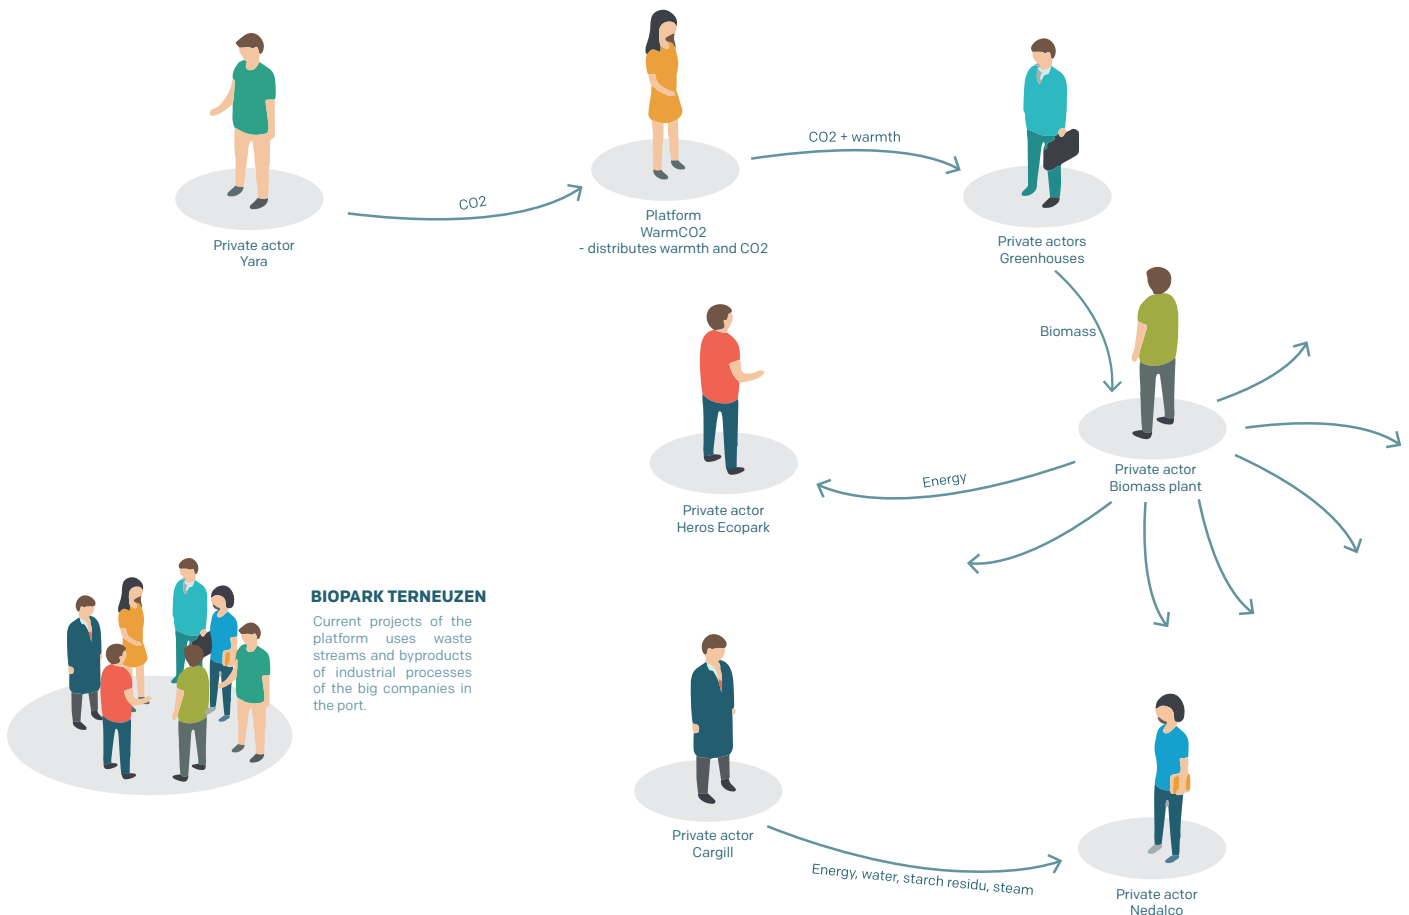 CO2 + warmth
CO2
Platform
WarmCO2
- distributes warmth and CO2
Private actor
Yara
Private actors
Greenhouses
Biomass
Private actor
Biomass plant
Energy
Private actor
Heros Ecopark
BIOPARK TERNEUZEN
Current projects of the
platform uses waste
streams and byproducts
of industrial processes
of the big companies in
the port.
Private actor
Cargill
Energy, water, starch residu, steam
Private actor
Nedalco